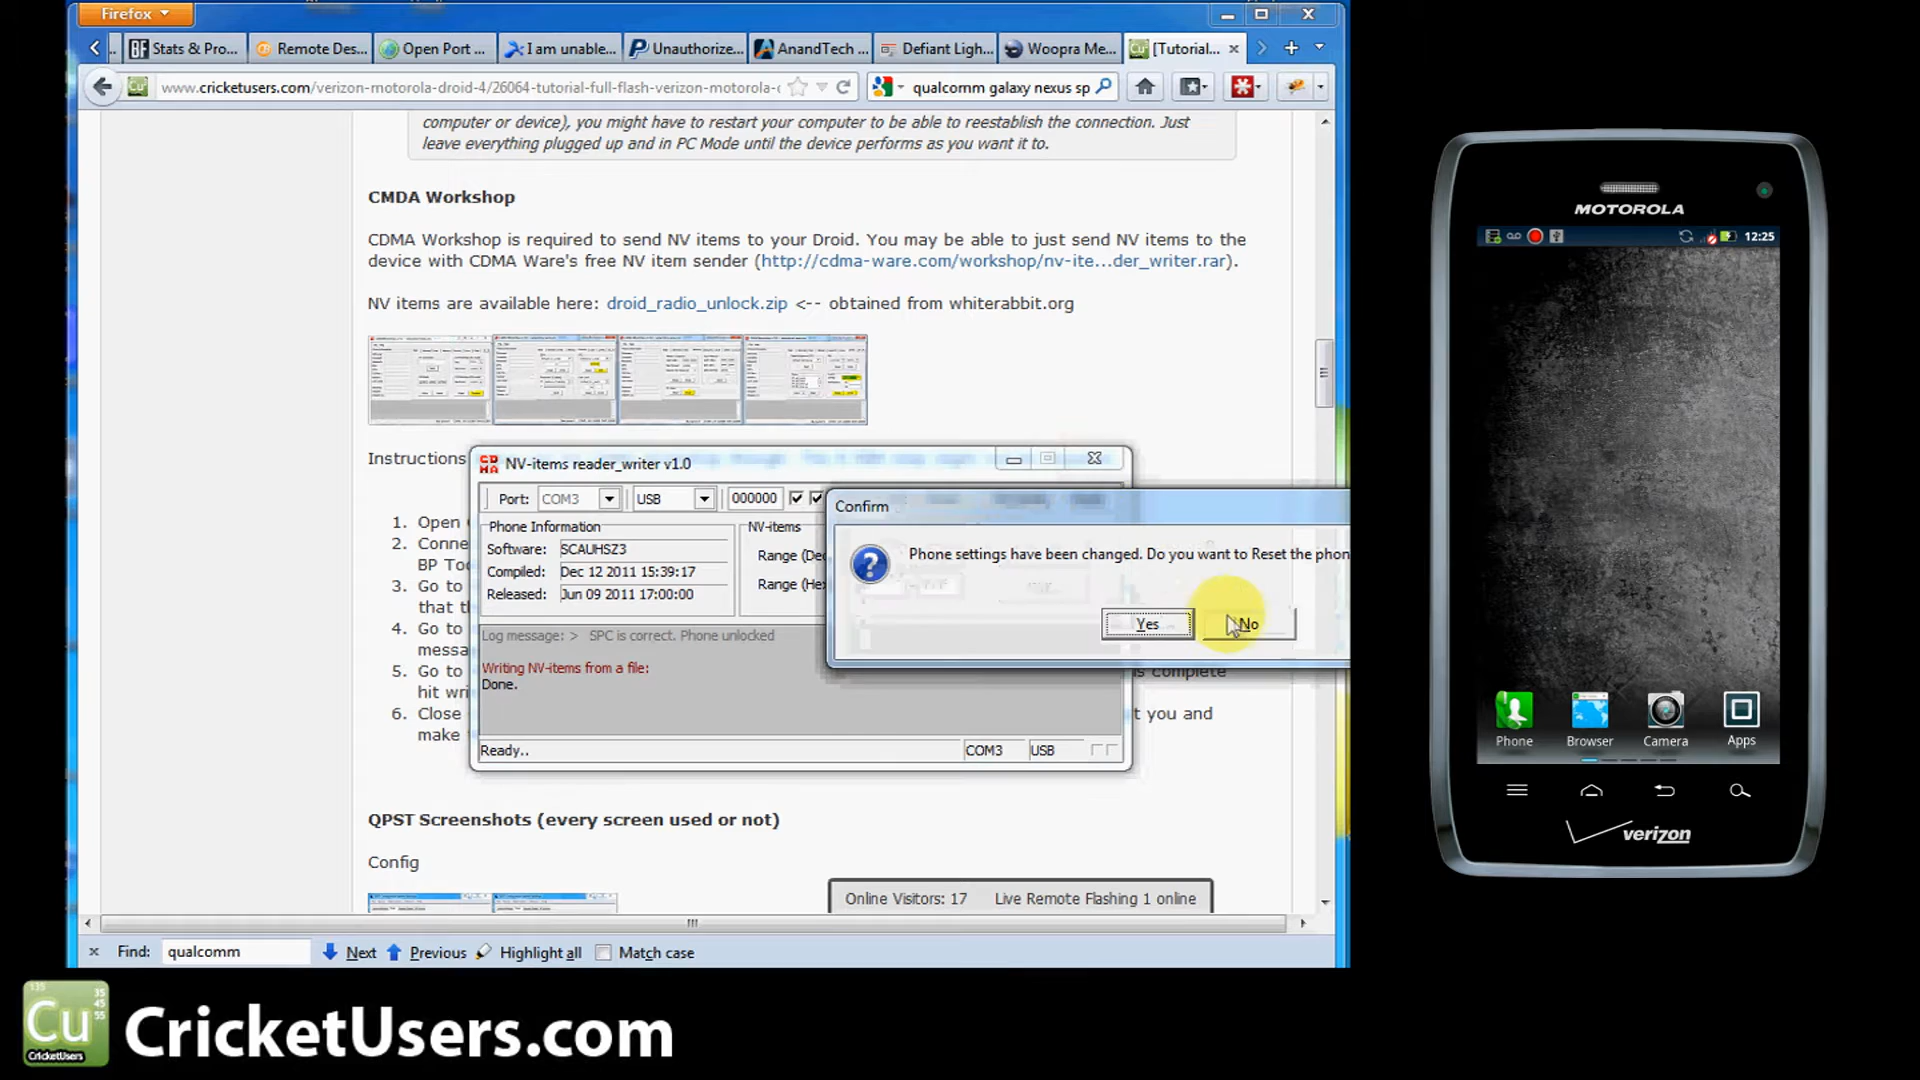 Firefox
Stats & Pro...
Remote Des...
Open Port ...
I am unable...
Unauthorize...
AnandTech ...
Defiant Ligh...
Woopra Me...
[Tutorial...
www.cricketusers.com/verizon-motorola-droid-4/26064-tutorial-full-flash-verizon-motorola-
qualcomm galaxy nexus sp
computer or device), you might have to restart your computer to be able to reestablish the connection. Just
leave everything plugged up and in PC Mode until the device performs as you want it to.
CMDA Workshop
CDMA Workshop is required to send NV items to your Droid. You may be able to just send NV items to the
device with CDMA Ware's free NV item sender (http://cdma-ware.com/workshop/nv-ite...der_writer.rar).
NV items are available here: droid_radio_unlock.zip <-- obtained from whiterabbit.org
Instructions
1. Open
2. Conne
BP Too
3. Go to
that th
4. Go to
messa
5. Go to
hit wri
s complete
6. Close
t you and
make
NV-items reader_writer v1.0
Port: COM3 USB 000000
Phone Information
Software: SCAUHSZ3
Compiled: Dec 12 2011 15:39:17
Released: Jun 09 2011 17:00:00
NV-items
Range (Dec
Range (Hex
Log message: > SPC is correct. Phone unlocked
Writing NV-items from a file:
Done.
Ready..
COM3 USB
Confirm
Phone settings have been changed. Do you want to Reset the phon
Yes
No
QPST Screenshots (every screen used or not)
Config
Online Visitors: 17 Live Remote Flashing 1 online
Find: qualcomm Next Previous Highlight all Match case
MOTOROLA
12:25
Phone
Browser
Camera
Apps
verizon
Cu
CricketUsers
CricketUsers.com